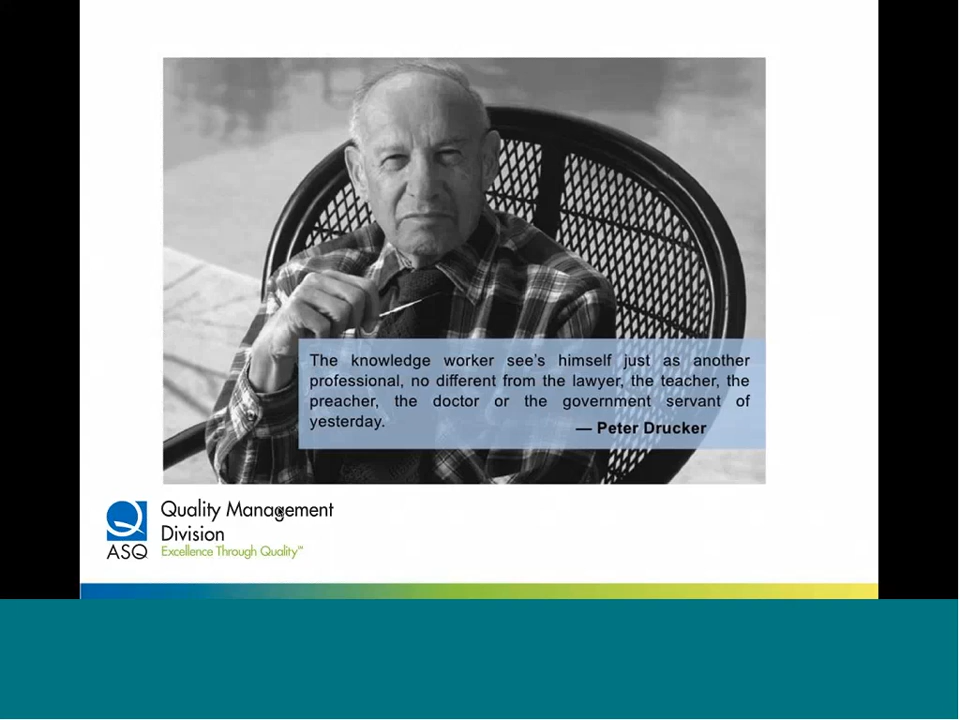 The knowledge worker see's himself just as another
professional, no different from the lawyer, the teacher, the
preacher, the doctor or the government servant of
yesterday.
— Peter Drucker
Quality Management
Division
ASQ
Excellence Through Quality™